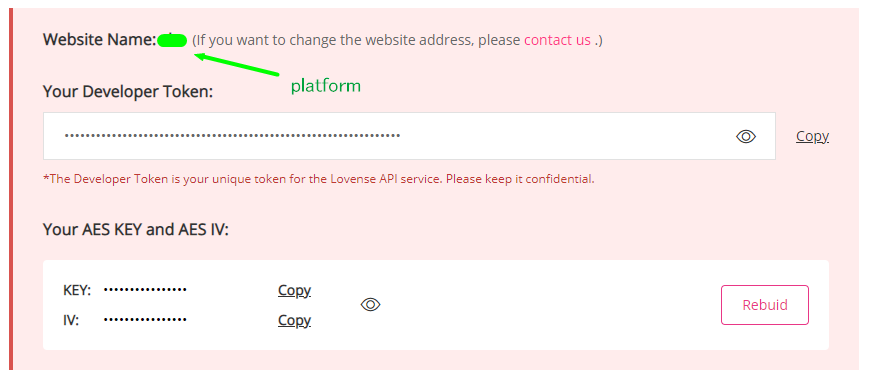 Website Name: (If you want to change the website address, please contact us .)
platform
Your Developer Token:
Copy
*The Developer Token is your unique token for the Lovense API service. Please keep it confidential.
Your AES KEY and AES IV:
KEY: •••••••••••••••• Copy
IV: •••••••••••••••• Copy
Rebuid